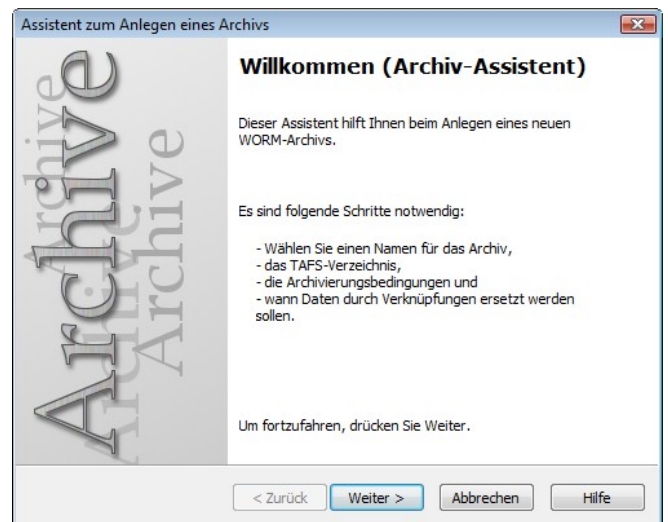 Assistent zum Anlegen eines Archivs
Archive
Archive
Archive
Archive
Willkommen (Archiv-Assistent)
Dieser Assistent hilft Ihnen beim Anlegen eines neuen
WORM-Archivs.
Es sind folgende Schritte notwendig:
- Wählen Sie einen Namen für das Archiv,
- das TAFS-Verzeichnis,
- die Archivierungsbedingungen und
- wann Daten durch Verknüpfungen ersetzt werden
sollen.
Um fortzufahren, drücken Sie Weiter.
< Zurück
Weiter >
Abbrechen
Hilfe